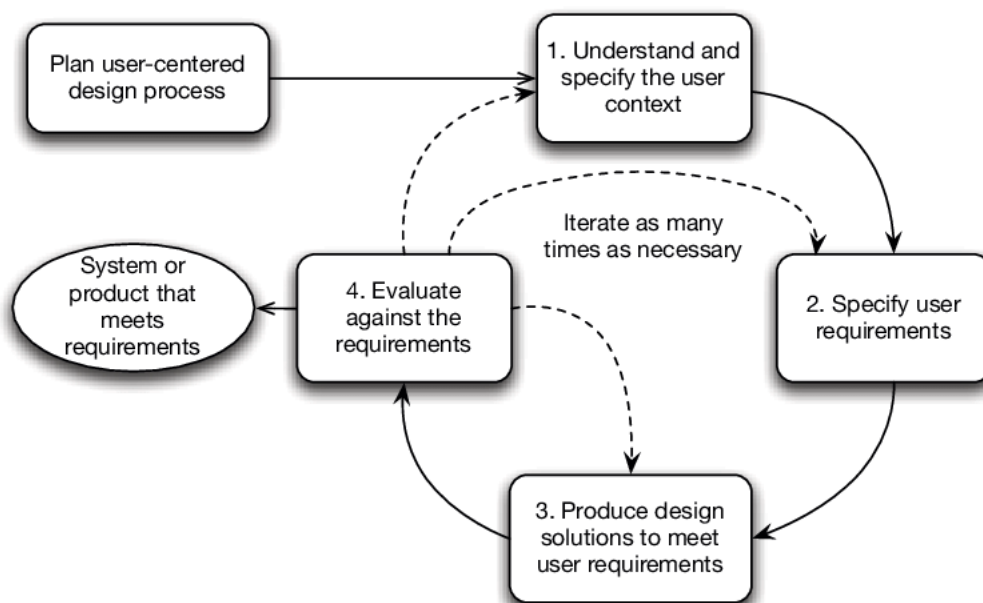 Plan user-centered
design process
1. Understand and
specify the user
context
Iterate as many
times as necessary
System or
product that
meets
requirements
4. Evaluate
against the
requirements
2. Specify user
requirements
3. Produce design
solutions to meet
user requirements